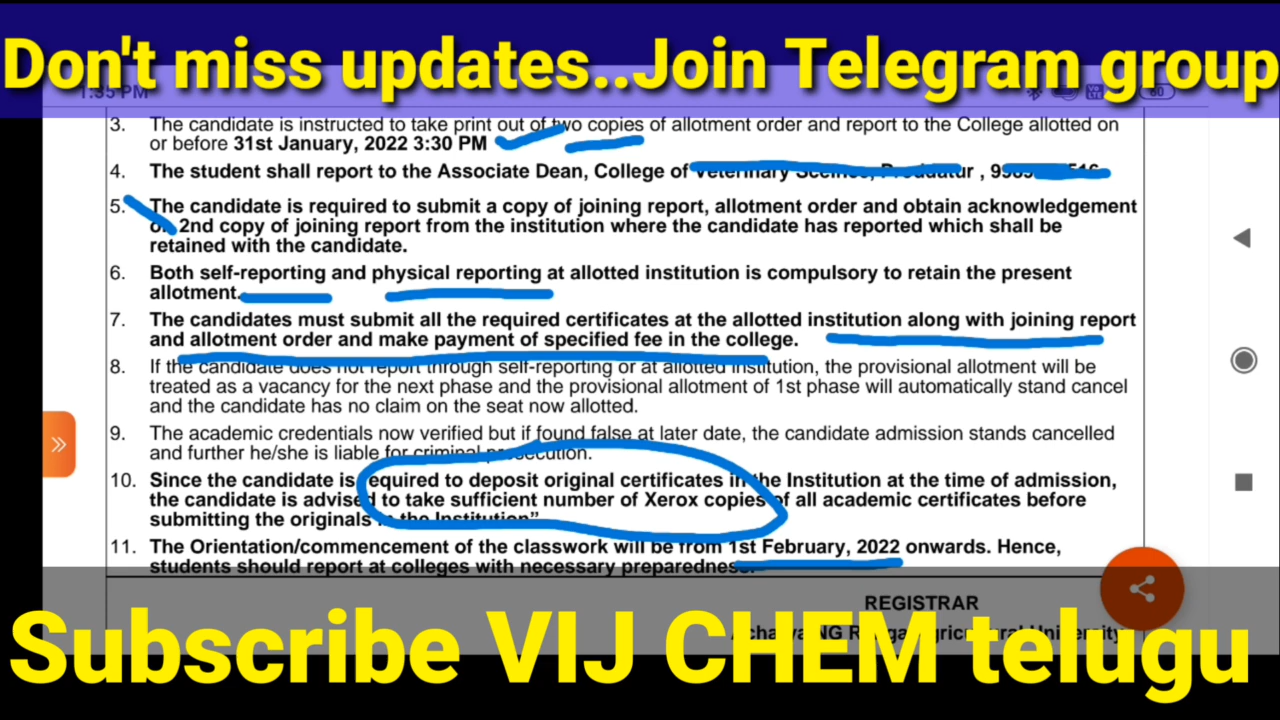 Don't miss updates..Join Telegram group
1:35 PM
3. The candidate is instructed to take print out of two copies of allotment order and report to the College allotted on
or before 31st January, 2022 3:30 PM
4. The student shall report to the Associate Dean, College of
5. The candidate is required to submit a copy of joining report, allotment order and obtain acknowledgement
on 2nd copy of joining report from the institution where the candidate has reported which shall be
retained with the candidate.
6. Both self-reporting and physical reporting at allotted institution is compulsory to retain the present
allotment.
7. The candidates must submit all the required certificates at the allotted institution along with joining report
and allotment order and make payment of specified fee in the college.
8. If the candidate does not report through self-reporting or at allotted institution, the provisional allotment will be
treated as a vacancy for the next phase and the provisional allotment of 1st phase will automatically stand cancel
and the candidate has no claim on the seat now allotted.
9. The academic credentials now verified but if found false at later date, the candidate admission stands cancelled
and further he/she is liable for criminal prosecution.
10. Since the candidate is required to deposit original certificates in the Institution at the time of admission,
the candidate is advised to take sufficient number of Xerox copies of all academic certificates before
submitting the originals in the Institution"
11. The Orientation/commencement of the classwork will be from 1st February, 2022 onwards. Hence,
students should report at colleges with necessary preparedness.
REGISTRAR
Acharya NG Ranga Agricultural University
Subscribe VIJ CHEM telugu